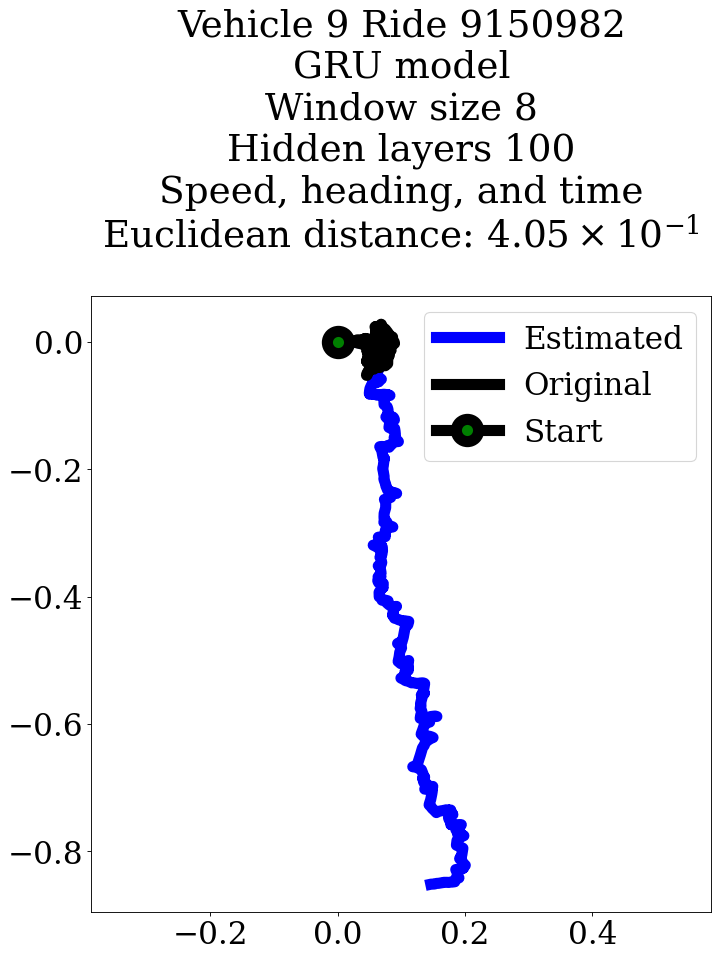 Vehicle 9 Ride 9150982
GRU model
Window size 8
Hidden layers 100
Speed, heading, and time
Euclidean distance: 4.05 × 10⁻¹
Estimated
Original
Start
0.0
−0.2
−0.4
−0.6
−0.8
−0.2 0.0 0.2 0.4